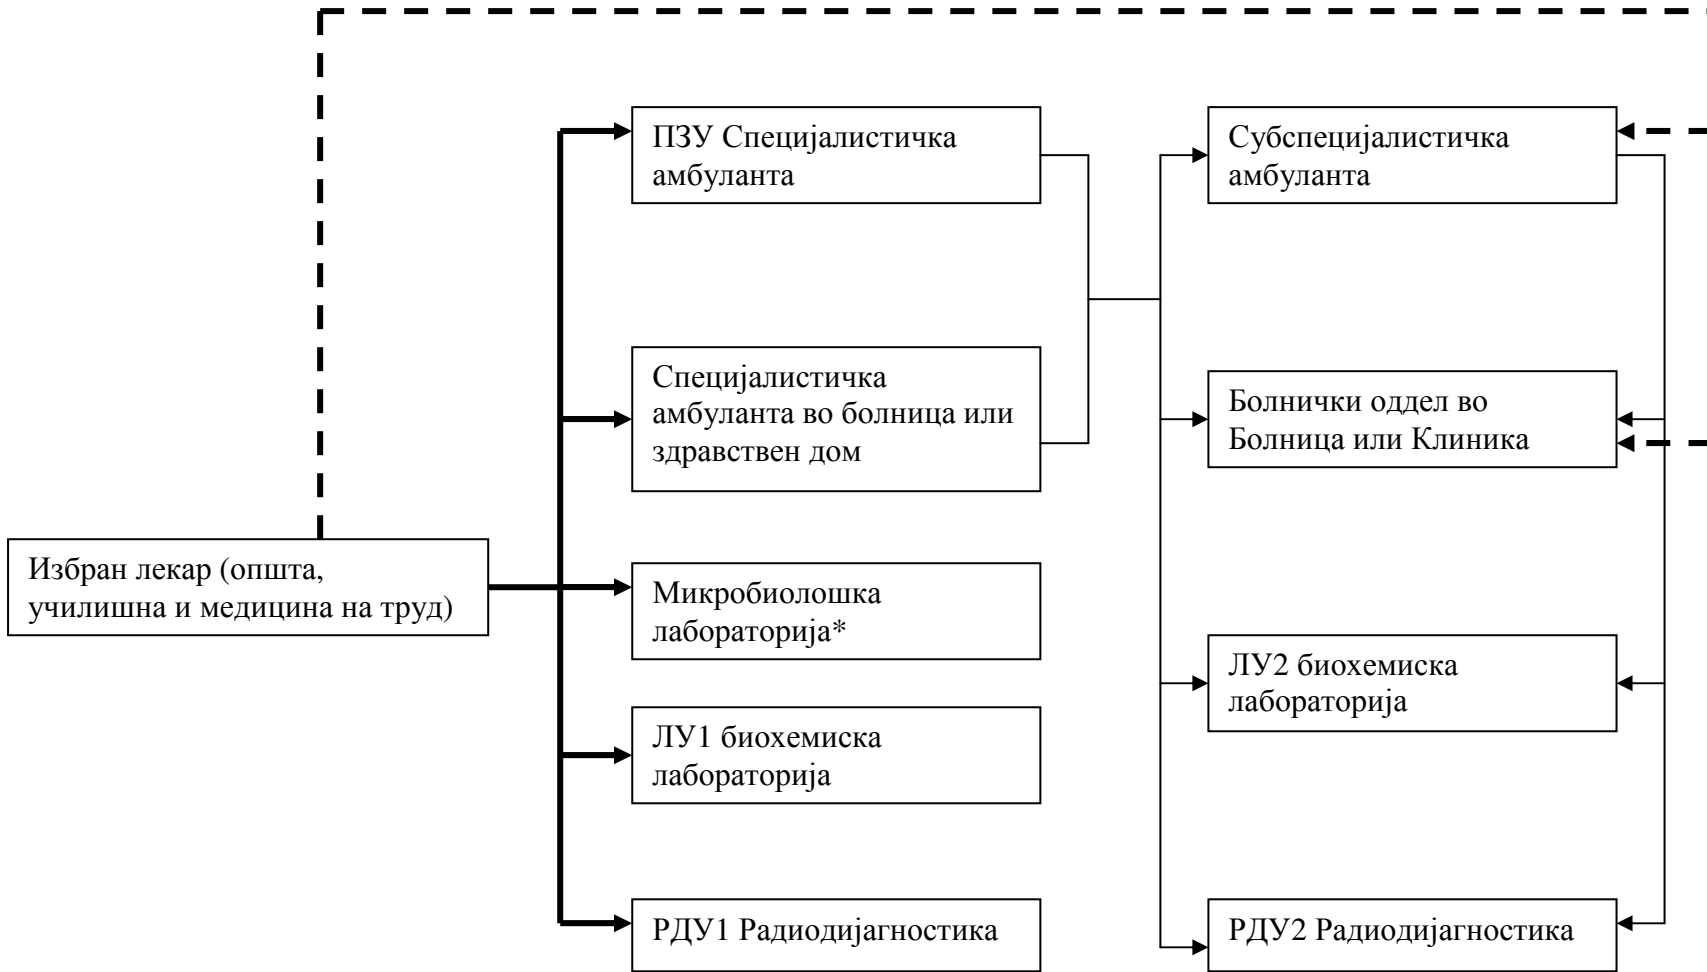 ПЗУ Специјалистичка
амбуланта
Субспецијалистичка
амбуланта
Специјалистичка
амбуланта во болница или
здравствен дом
Болнички оддел во
Болница или Клиника
Избран лекар (општа,
училишна и медицина на труд)
Микробиолошка
лабораторија*
ЛУ2 биохемиска
лабораторија
ЛУ1 биохемиска
лабораторија
РДУ1 Радиодијагностика
РДУ2 Радиодијагностика